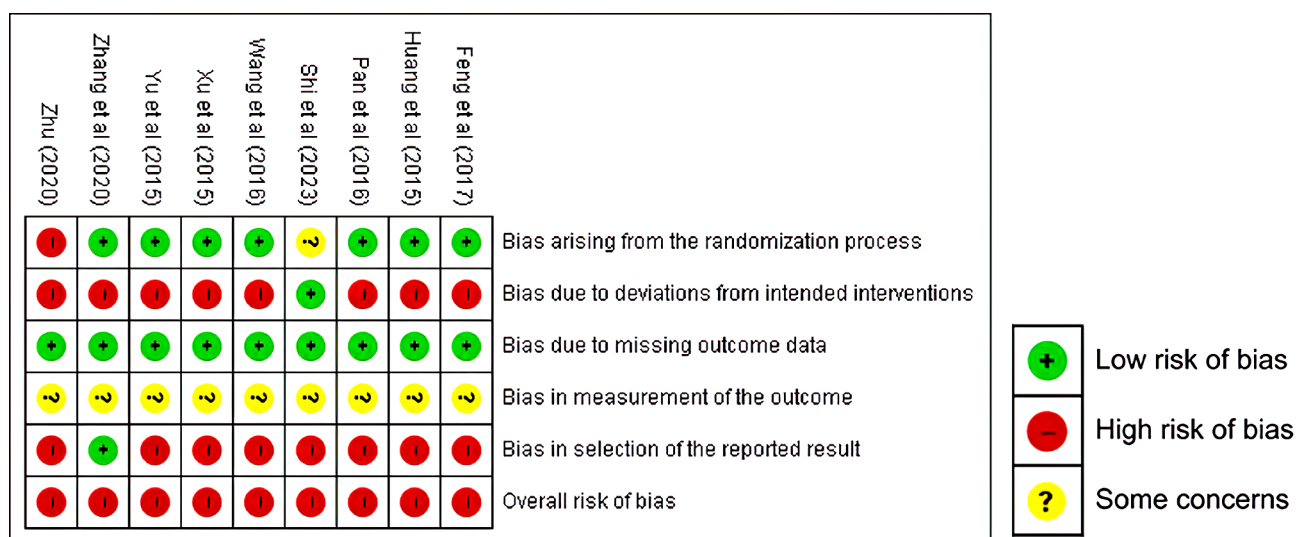 Zhu (2020)
Zhang et al (2020)
Yu et al (2015)
Xu et al (2015)
Wang et al (2016)
Shi et al (2023)
Pan et al (2016)
Huang et al (2015)
Feng et al (2017)
- + + + + ? + + + Bias arising from the randomization process
- - - - - + - - - Bias due to deviations from intended interventions
+ + + + + + + + + Bias due to missing outcome data
? ? ? ? ? ? ? ? ? Bias in measurement of the outcome
- + - - - - - - - Bias in selection of the reported result
- - - - - - - - - Overall risk of bias
+ Low risk of bias
- High risk of bias
? Some concerns